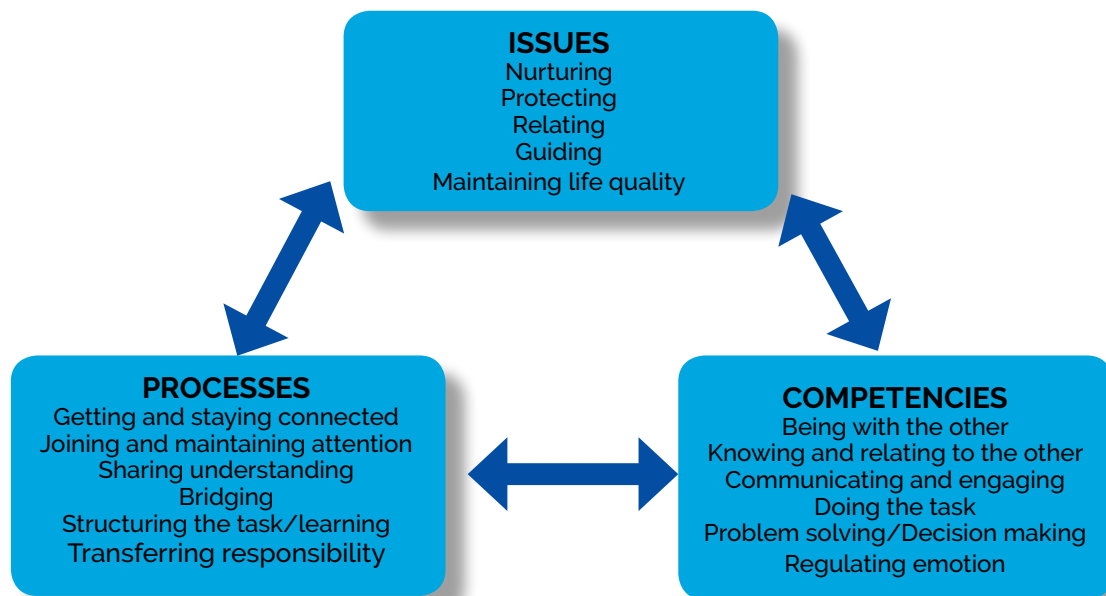 ISSUES
Nurturing
Protecting
Relating
Guiding
Maintaining life quality
PROCESSES
Getting and staying connected
Joining and maintaining attention
Sharing understanding
Bridging
Structuring the task/learning
Transferring responsibility
COMPETENCIES
Being with the other
Knowing and relating to the other
Communicating and engaging
Doing the task
Problem solving/Decision making
Regulating emotion